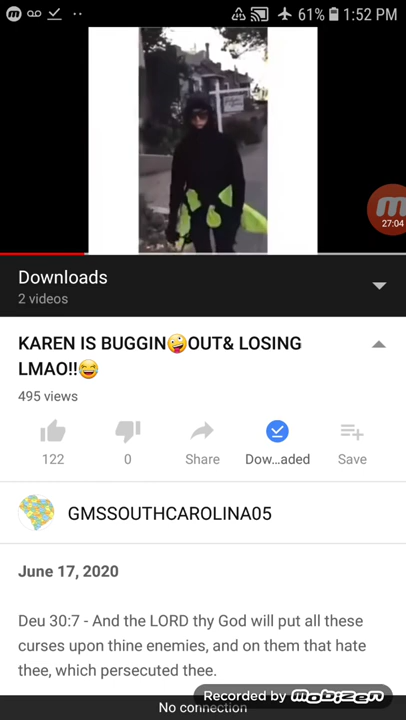 61% 1:52 PM
27:04
Downloads
2 videos
KAREN IS BUGGIN🤪OUT& LOSING
LMAO!!😂
495 views
122
0
Share
Dow...aded
Save
GMSSOUTHCAROLINA05
June 17, 2020
Deu 30:7 - And the LORD thy God will put all these
curses upon thine enemies, and on them that hate
thee, which persecuted thee.
Recorded by mobizen
No connection